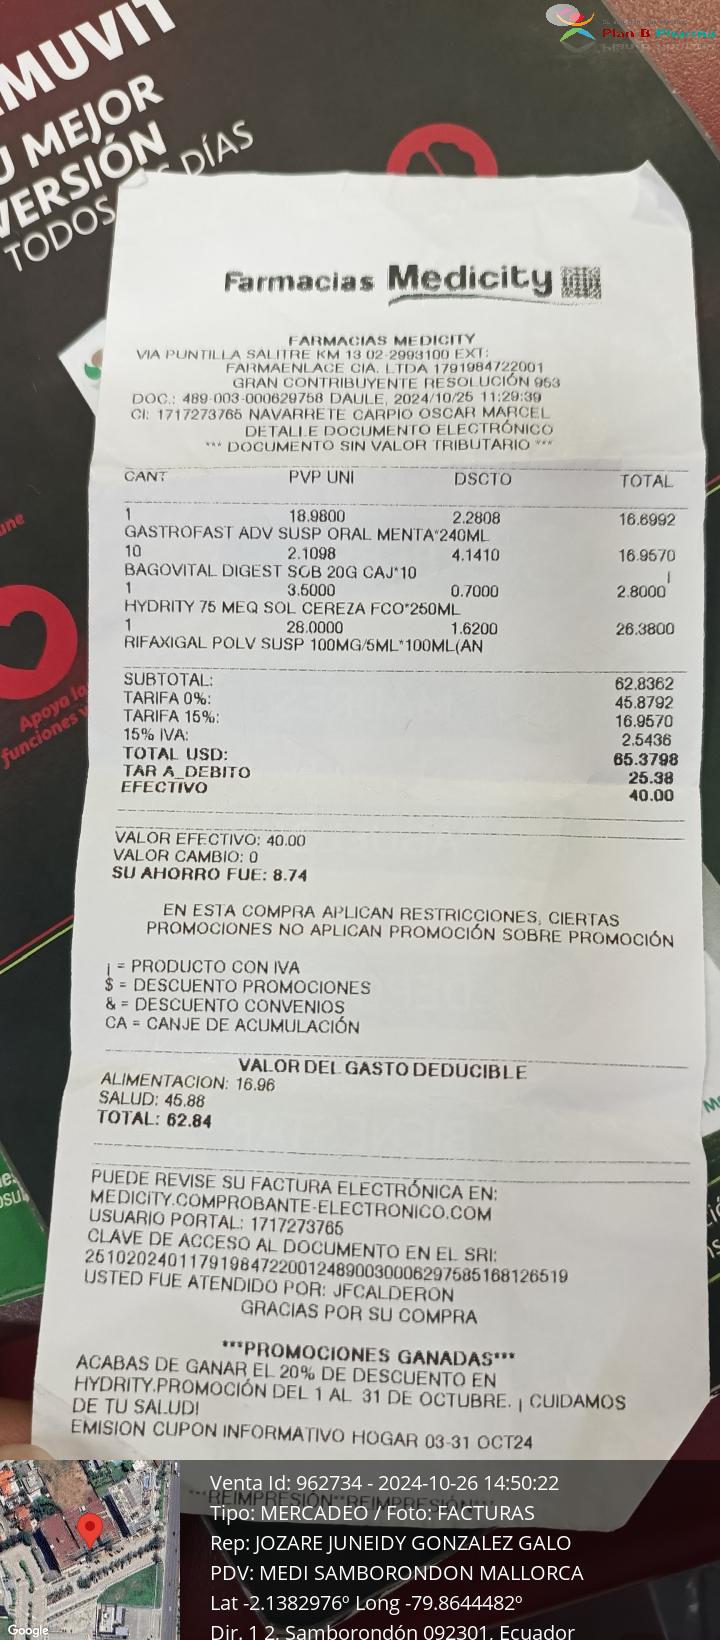 MUVIT
U MEJOR
VERSIÓN
TODOS DÍAS
Plan B Pharma
Farmacias Medicity
FARMACIAS MEDICITY
VIA PUNTILLA SALITRE KM 13 02-2993100 EXT:
FARMAENLACE CIA. LTDA 1791984722001
GRAN CONTRIBUYENTE RESOLUCIÓN 953
DOC.: 489-003-000629758 DAULE, 2024/10/25 11:29:39
CI: 1717273765 NAVARRETE CARPIO OSCAR MARCEL
DETALLE DOCUMENTO ELECTRÓNICO
*** DOCUMENTO SIN VALOR TRIBUTARIO ***
CANT PVP UNI DSCTO TOTAL
1 18.9800 2.2808 16.6992
GASTROFAST ADV SUSP ORAL MENTA*240ML
10 2.1098 4.1410 16.9570
BAGOVITAL DIGEST SOB 20G CAJ*10 ¡
1 3.5000 0.7000 2.8000
HYDRITY 75 MEQ SOL CEREZA FCO*250ML
1 28.0000 1.6200 26.3800
RIFAXIGAL POLV SUSP 100MG/5ML*100ML(AN
SUBTOTAL: 62.8362
TARIFA 0%: 45.8792
TARIFA 15%: 16.9570
15% IVA: 2.5436
TOTAL USD: 65.3798
TAR A_DEBITO 25.38
EFECTIVO 40.00
VALOR EFECTIVO: 40.00
VALOR CAMBIO: 0
SU AHORRO FUE: 8.74
EN ESTA COMPRA APLICAN RESTRICCIONES, CIERTAS
PROMOCIONES NO APLICAN PROMOCIÓN SOBRE PROMOCIÓN
¡ = PRODUCTO CON IVA
$ = DESCUENTO PROMOCIONES
& = DESCUENTO CONVENIOS
CA = CANJE DE ACUMULACIÓN
VALOR DEL GASTO DEDUCIBLE
ALIMENTACION: 16.96
SALUD: 45.88
TOTAL: 62.84
PUEDE REVISE SU FACTURA ELECTRÓNICA EN:
MEDICITY.COMPROBANTE-ELECTRONICO.COM
USUARIO PORTAL: 1717273765
CLAVE DE ACCESO AL DOCUMENTO EN EL SRI:
2510202401179198472200124890030006297585168126519
USTED FUE ATENDIDO POR: JFCALDERON
GRACIAS POR SU COMPRA
***PROMOCIONES GANADAS***
ACABAS DE GANAR EL 20% DE DESCUENTO EN
HYDRITY.PROMOCIÓN DEL 1 AL 31 DE OCTUBRE. ¡ CUIDAMOS
DE TU SALUD!
EMISION CUPON INFORMATIVO HOGAR 03-31 OCT24
***REIMPRESIÓN**REIMPRESIÓN***
Apoya la
funciones
Venta Id: 962734 - 2024-10-26 14:50:22
Tipo: MERCADEO / Foto: FACTURAS
Rep: JOZARE JUNEIDY GONZALEZ GALO
PDV: MEDI SAMBORONDON MALLORCA
Lat -2.1382976º Long -79.8644482º
Dir. 1 2, Samborondón 092301, Ecuador
Google